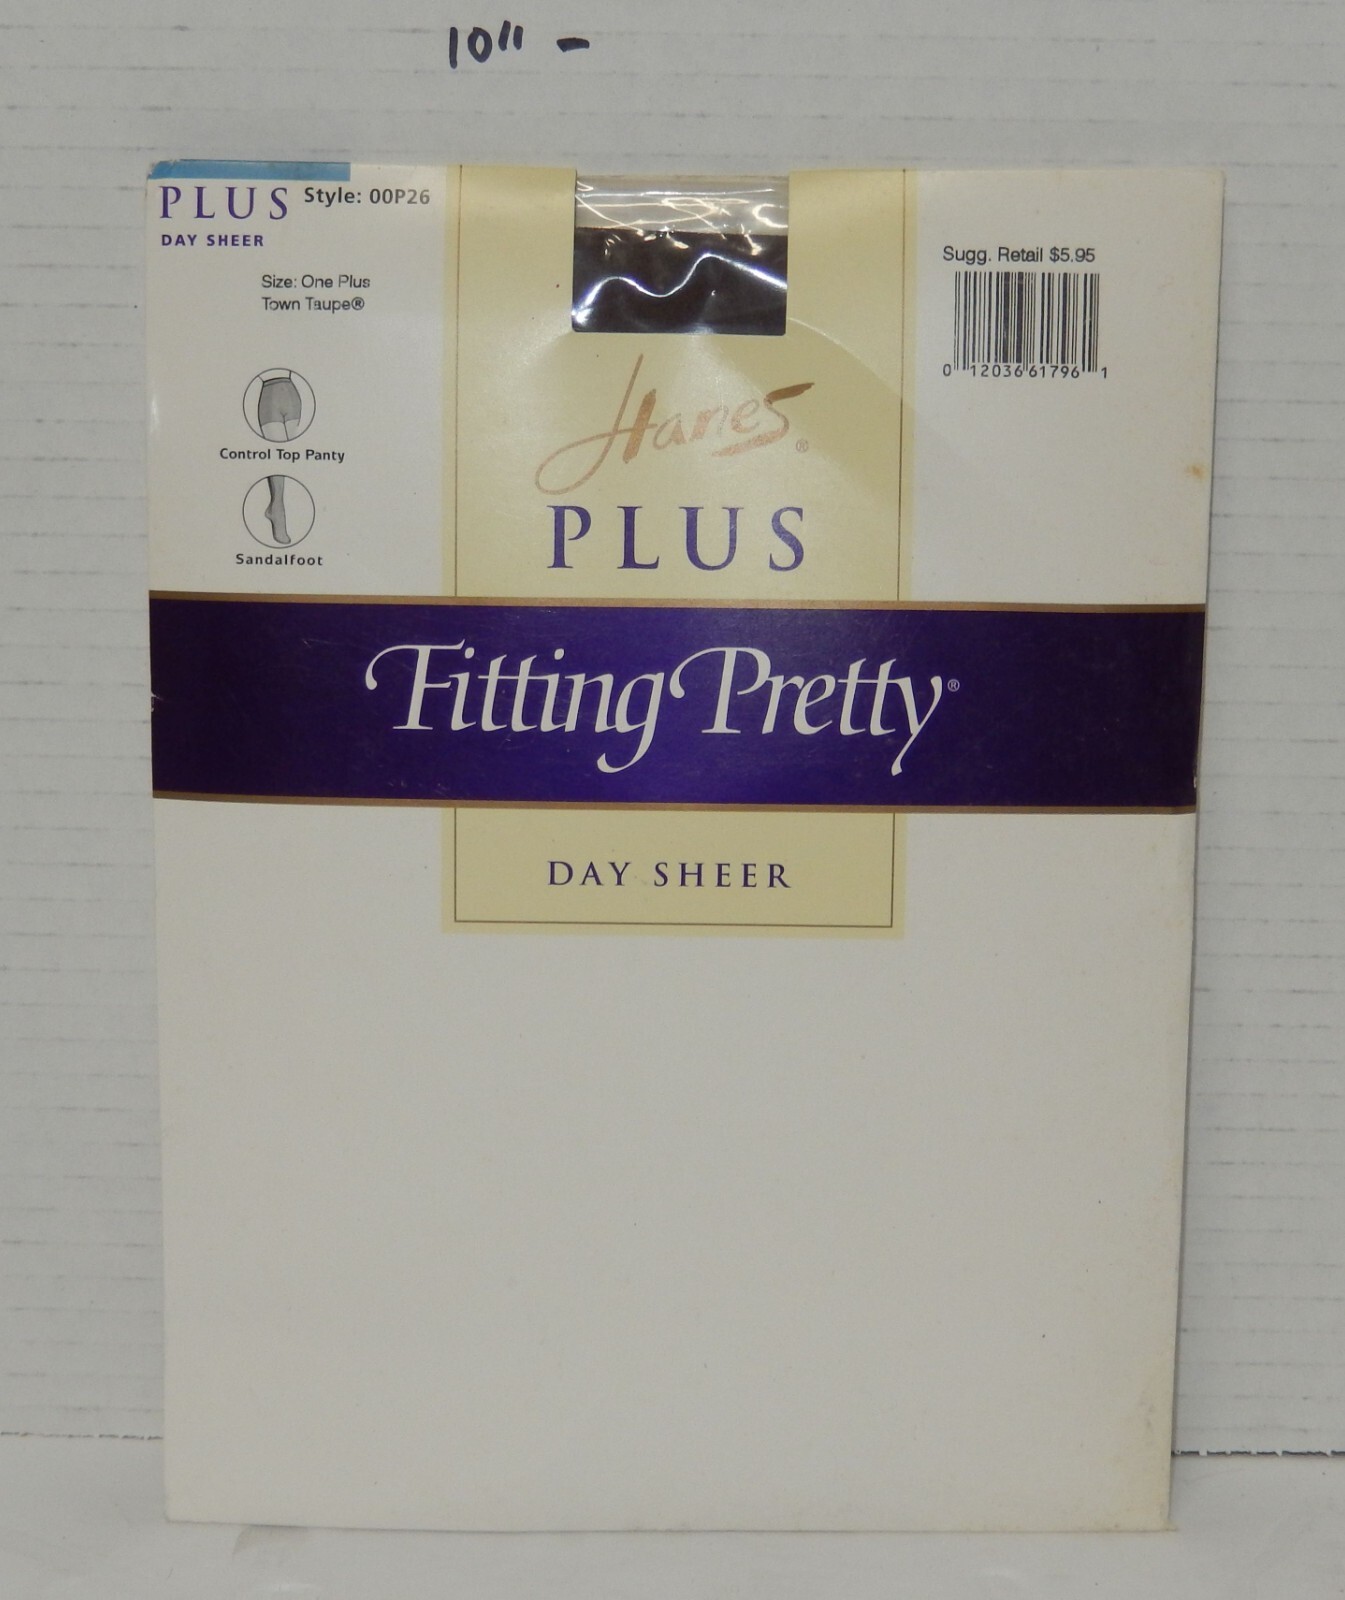 10" -
PLUS Style: 00P26
DAY SHEER
Size: One Plus
Town Taupe®
Control Top Panty
Sandalfoot
Sugg. Retail $5.95
0 12036 61796 1
Hanes®
PLUS
Fitting Pretty®
DAY SHEER